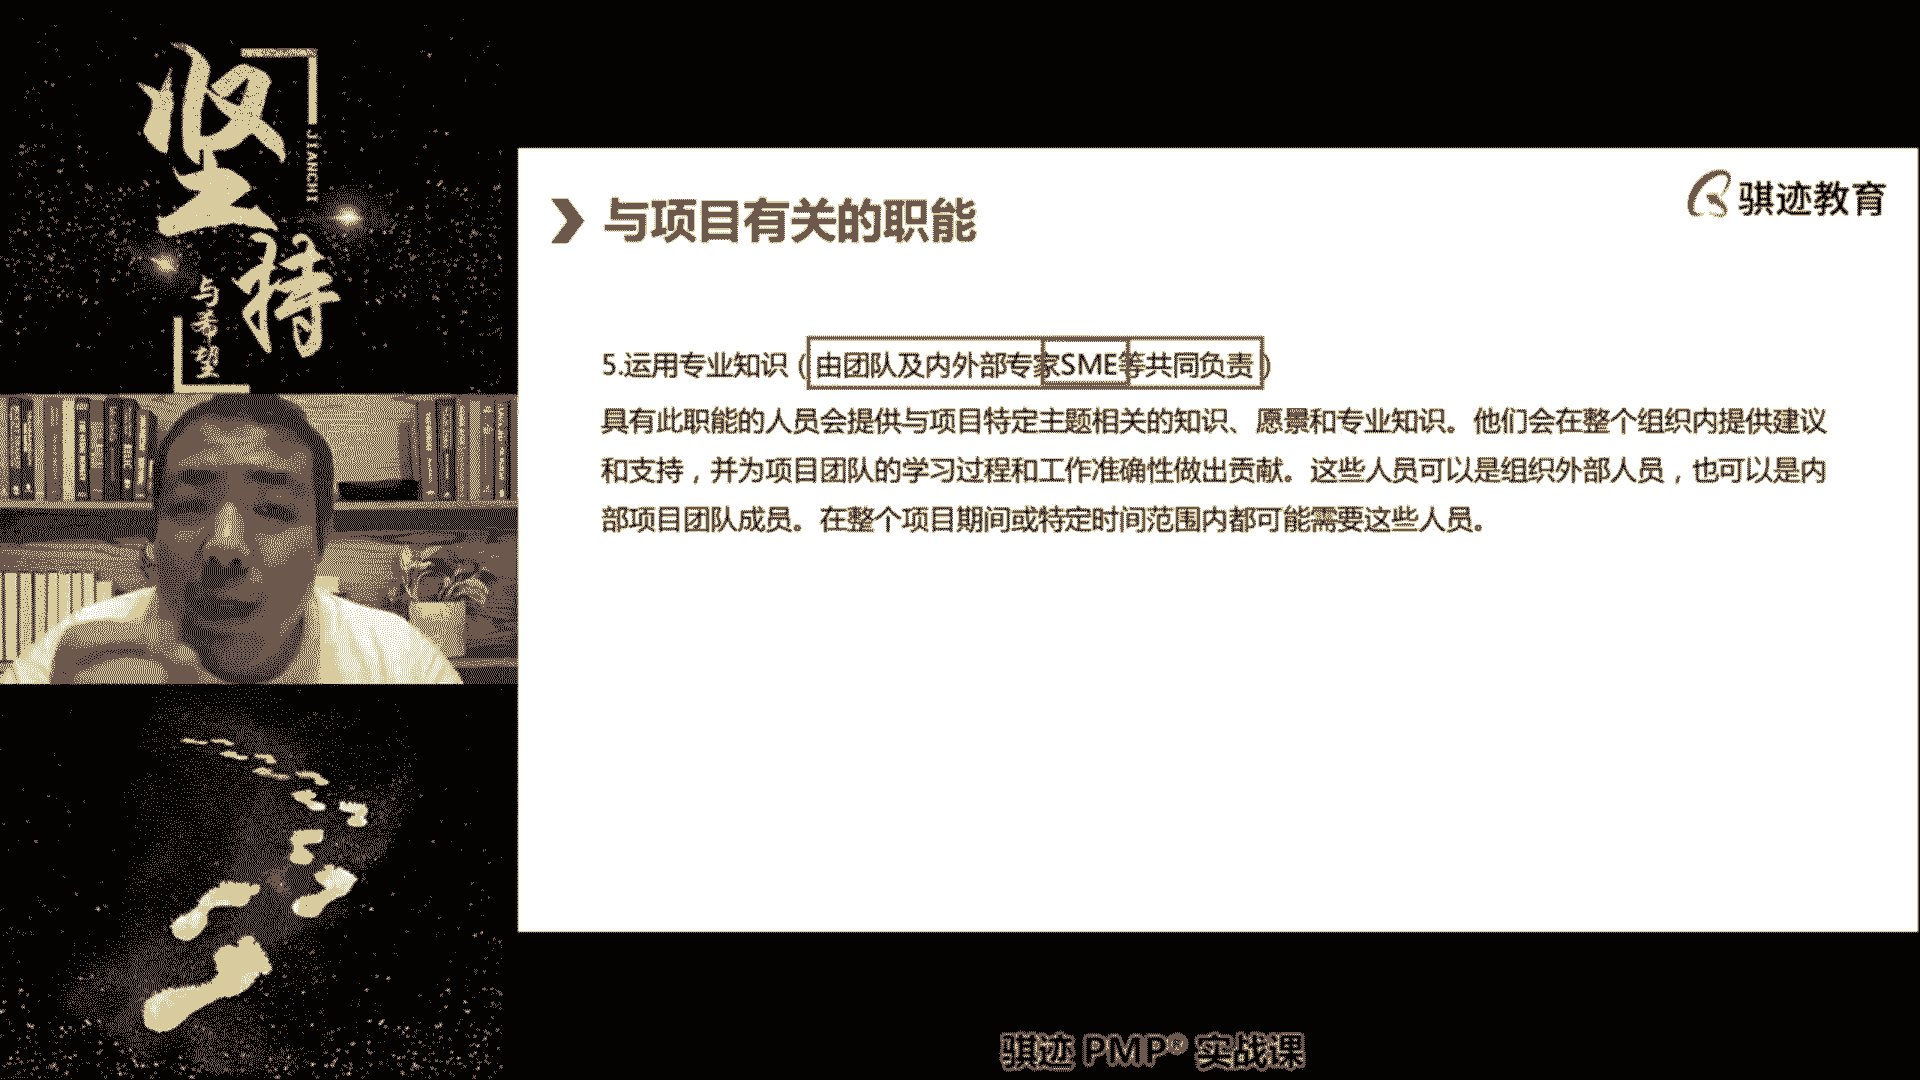 坚持
JIANCHI
与希望
骐迹教育
与项目有关的职能
5.运用专业知识（由团队及内外部专家SME等共同负责）
具有此职能的人员会提供与项目特定主题相关的知识、愿景和专业知识。他们会在整个组织内提供建议
和支持，并为项目团队的学习过程和工作准确性做出贡献。这些人员可以是组织外部人员，也可以是内
部项目团队成员。在整个项目期间或特定时间范围内都可能需要这些人员。
骐迹 PMP® 实战课